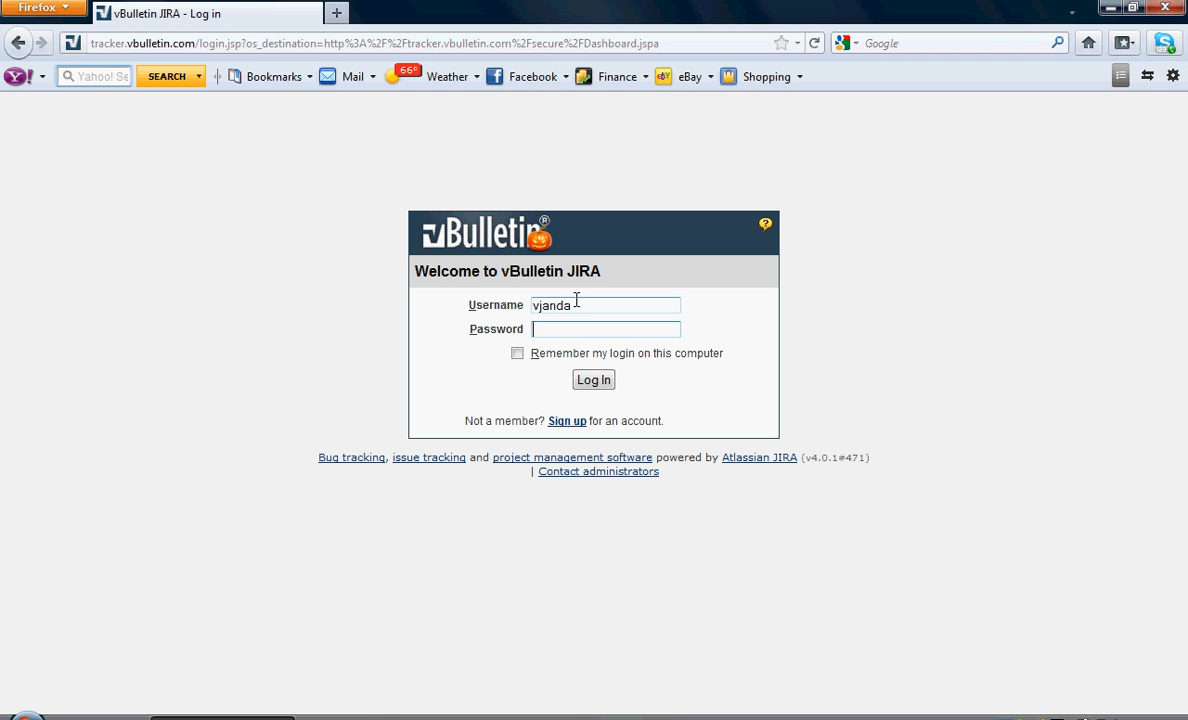 Firefox
vBulletin JIRA - Log in
tracker.vbulletin.com/login.jsp?os_destination=http%3A%2F%2Ftracker.vbulletin.com%2Fsecure%2FDashboard.jspa
Google
Yahoo! Se SEARCH Bookmarks Mail 66° Weather Facebook Finance eBay Shopping
vBulletin®
Welcome to vBulletin JIRA
Username vjanda
Password
Remember my login on this computer
Log In
Not a member? Sign up for an account.
Bug tracking, issue tracking and project management software powered by Atlassian JIRA (v4.0.1#471)
| Contact administrators